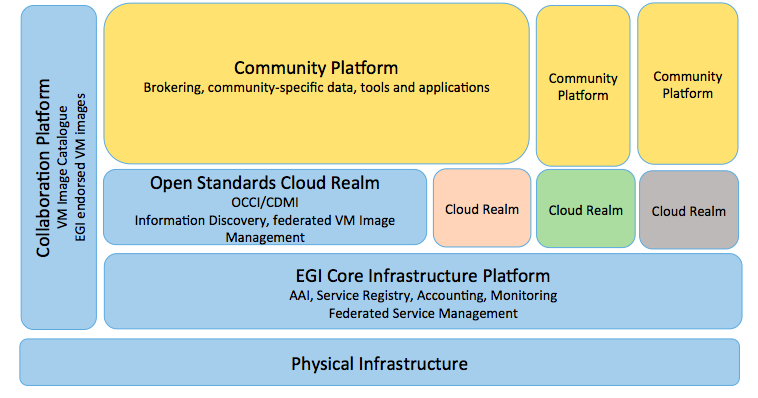 Collaboration Platform
VM Image Catalogue
EGI endorsed VM images
Community Platform
Brokering, community-specific data, tools and applications
Community
Platform
Community
Platform
Open Standards Cloud Realm
OCCI/CDMI
Information Discovery, federated VM Image
Management
Cloud Realm
Cloud Realm
Cloud Realm
EGI Core Infrastructure Platform
AAI, Service Registry, Accounting, Monitoring
Federated Service Management
Physical Infrastructure